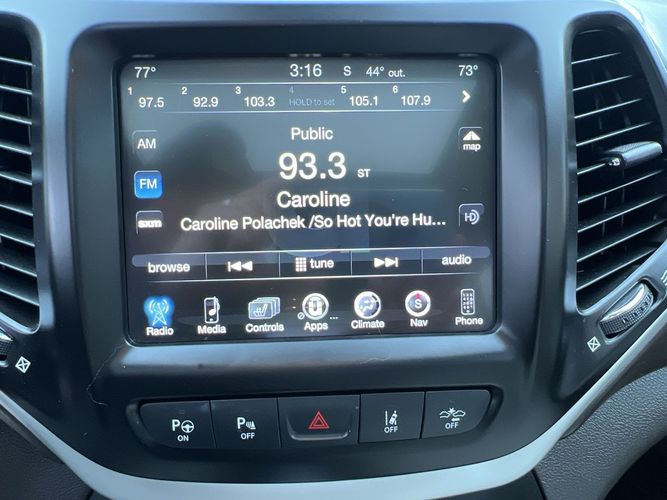 77° 3:16 S 44° out. 73°
1 97.5 2 92.9 3 103.3 4 HOLD to set 5 105.1 6 107.9
Public
AM
map
93.3 ST
FM
Caroline
sxm
Caroline Polachek /So Hot You're Hu...
HD
browse tune audio
Radio Media Controls Apps Climate Nav Phone
P ON P OFF OFF OFF